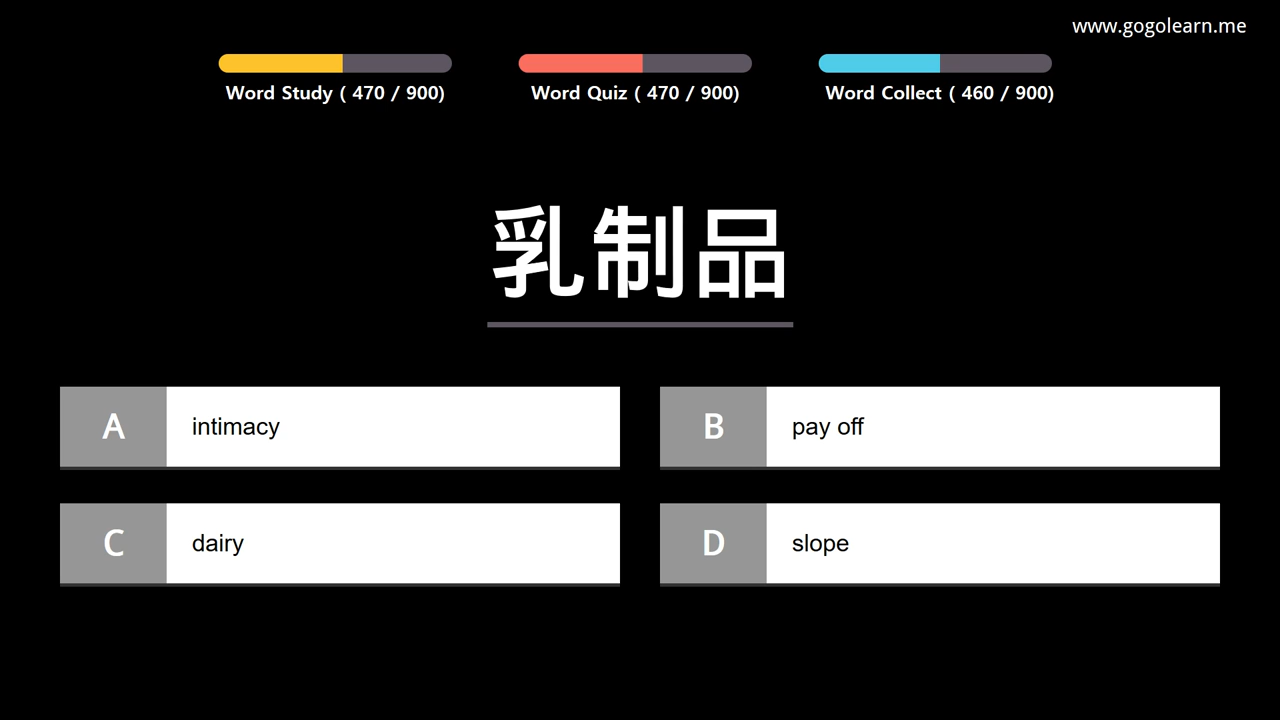 www.gogolearn.me
Word Study ( 470 / 900)
Word Quiz ( 470 / 900)
Word Collect ( 460 / 900)
乳制品
A intimacy
B pay off
C dairy
D slope